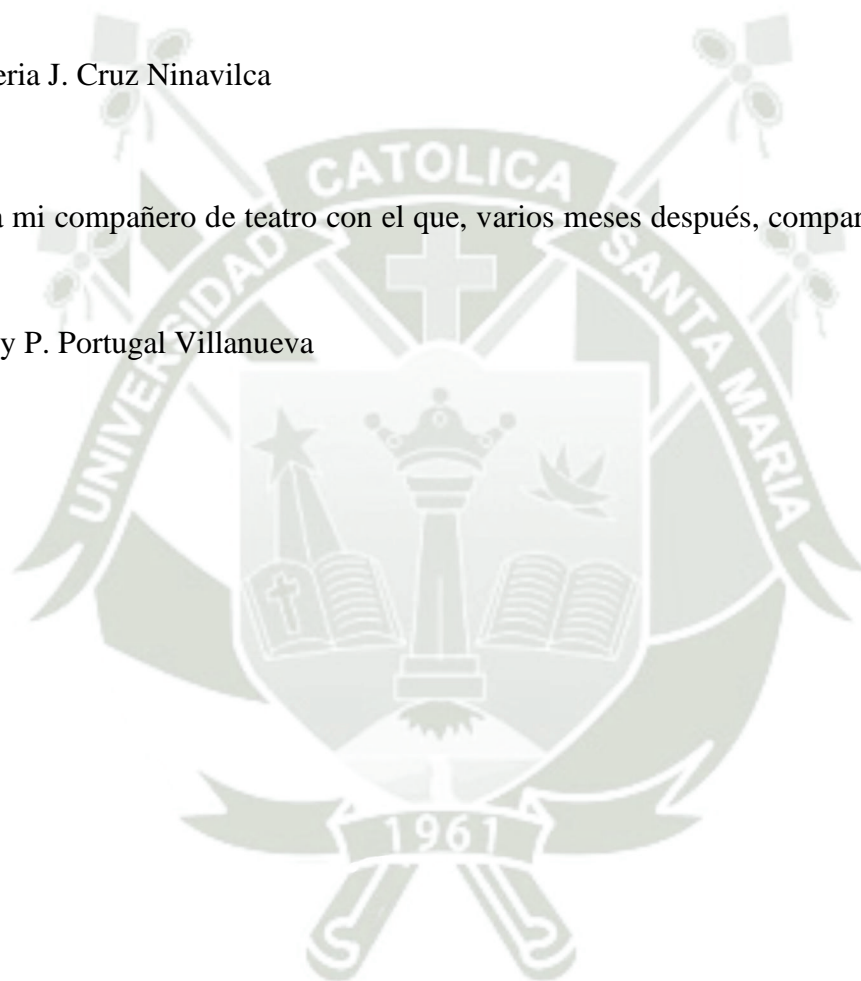 eria J. Cruz Ninavilca
CATOLICA
a mi compañero de teatro con el que, varios meses después, compar
UNIVERSIDAD
SANTA MARIA
y P. Portugal Villanueva
1961